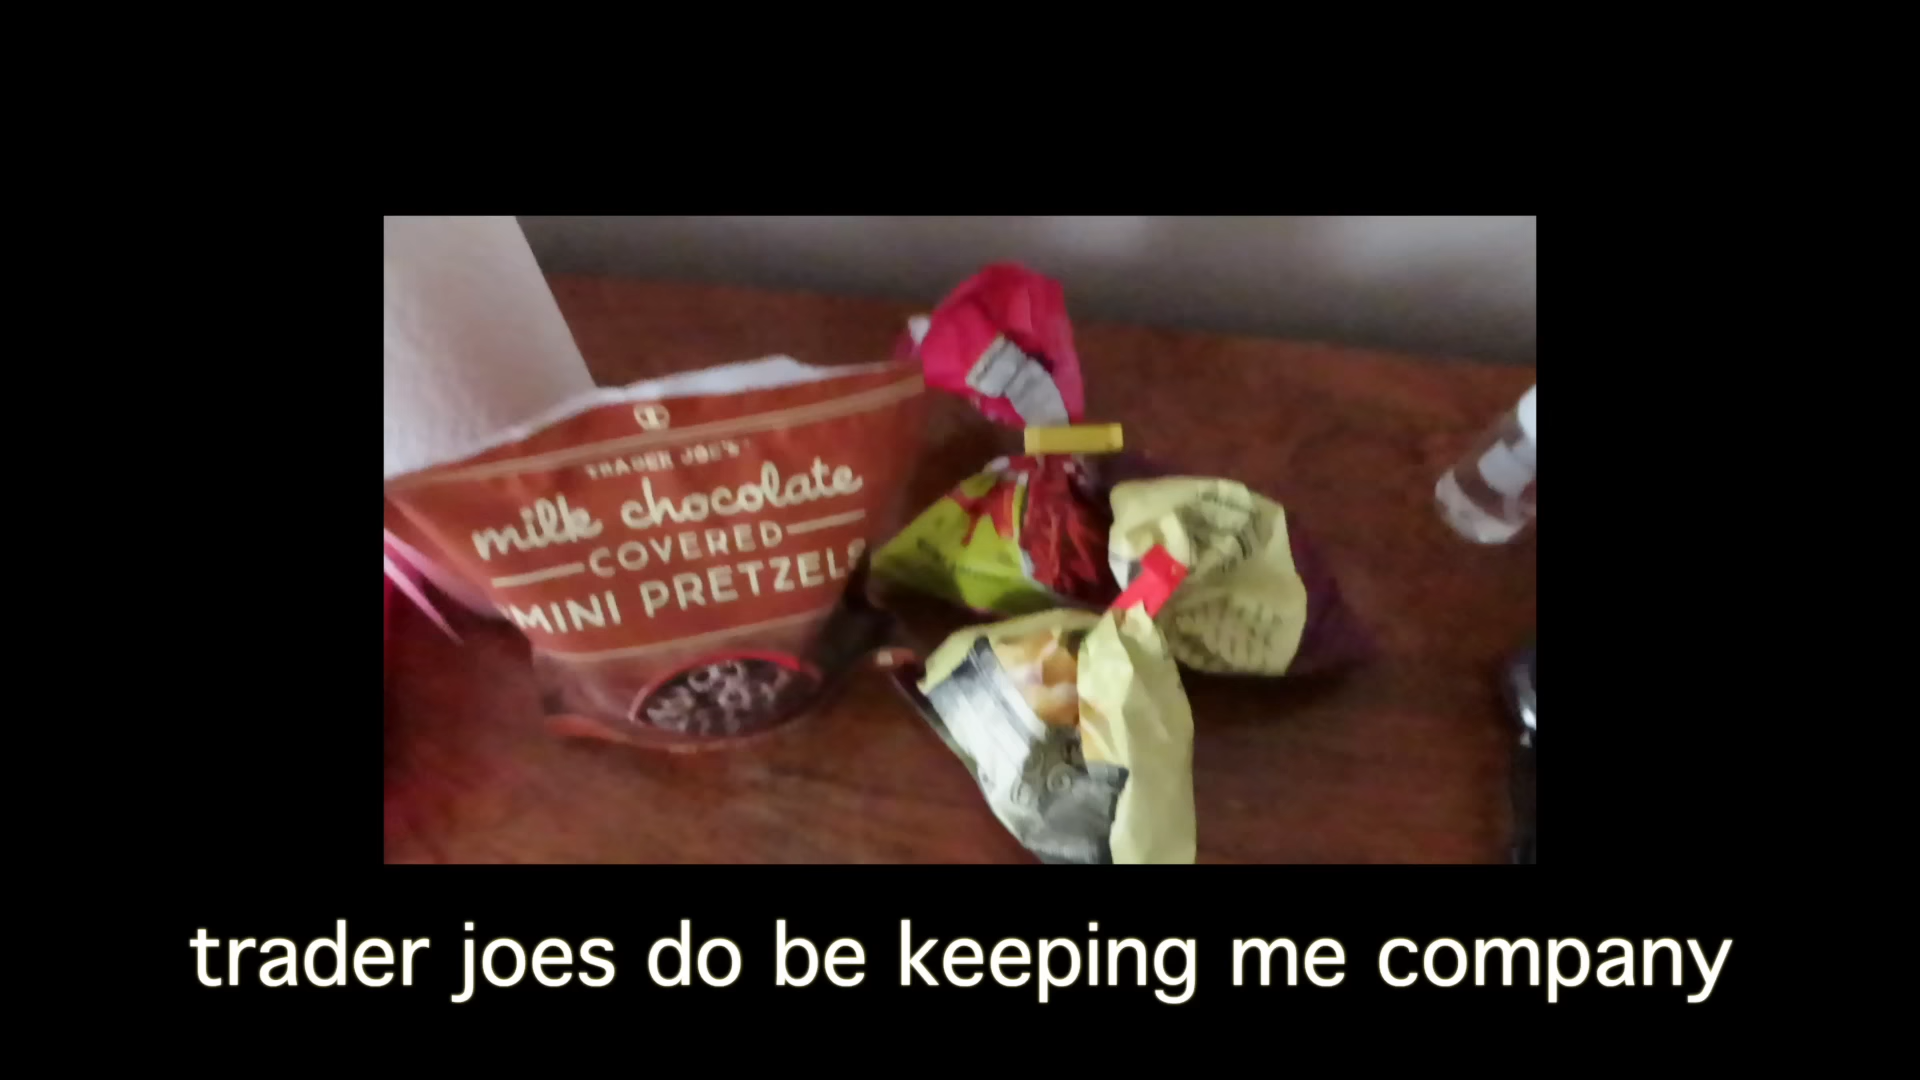 TRADER JOE'S
milk chocolate
COVERED
MINI PRETZELS
trader joes do be keeping me company